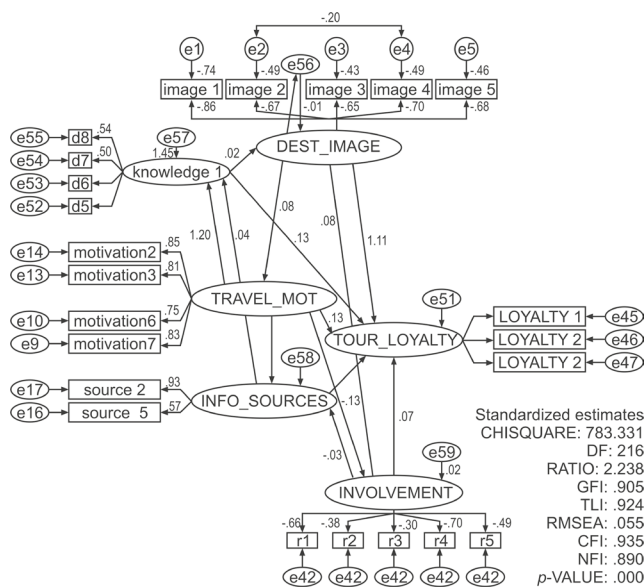 -.20
e1 e2 e3 e4 e5
e56
-.74 -.49 -.43 -.49 -.46
image 1 image 2 image 3 image 4 image 5
-.86 -.67 -.01 -.65 -.70 -.68
e55 d8 .54
e57
e54 d7 .50
1.45
.02
DEST_IMAGE
e53 d6
knowledge 1
e52 d5
.08
.08
1.20 .04 .13 1.11
e14 motivation2 .85
e13 motivation3 .81
TRAVEL_MOT
.13
e51
e10 motivation6 .75
e9 motivation7 .83
TOUR_LOYALTY
LOYALTY 1 e45
LOYALTY 2 e46
LOYALTY 2 e47
e58
e17 source 2 .93
e16 source 5 .57
INFO_SOURCES
-.13
.07
-.03
e59
.02
INVOLVEMENT
-.66 -.38 -.30 -.70 -.49
r1 r2 r3 r4 r5
e42 e42 e42 e42 e42
Standardized estimates
CHISQUARE: 783.331
DF: 216
RATIO: 2.238
GFI: .905
TLI: .924
RMSEA: .055
CFI: .935
NFI: .890
p-VALUE: .000